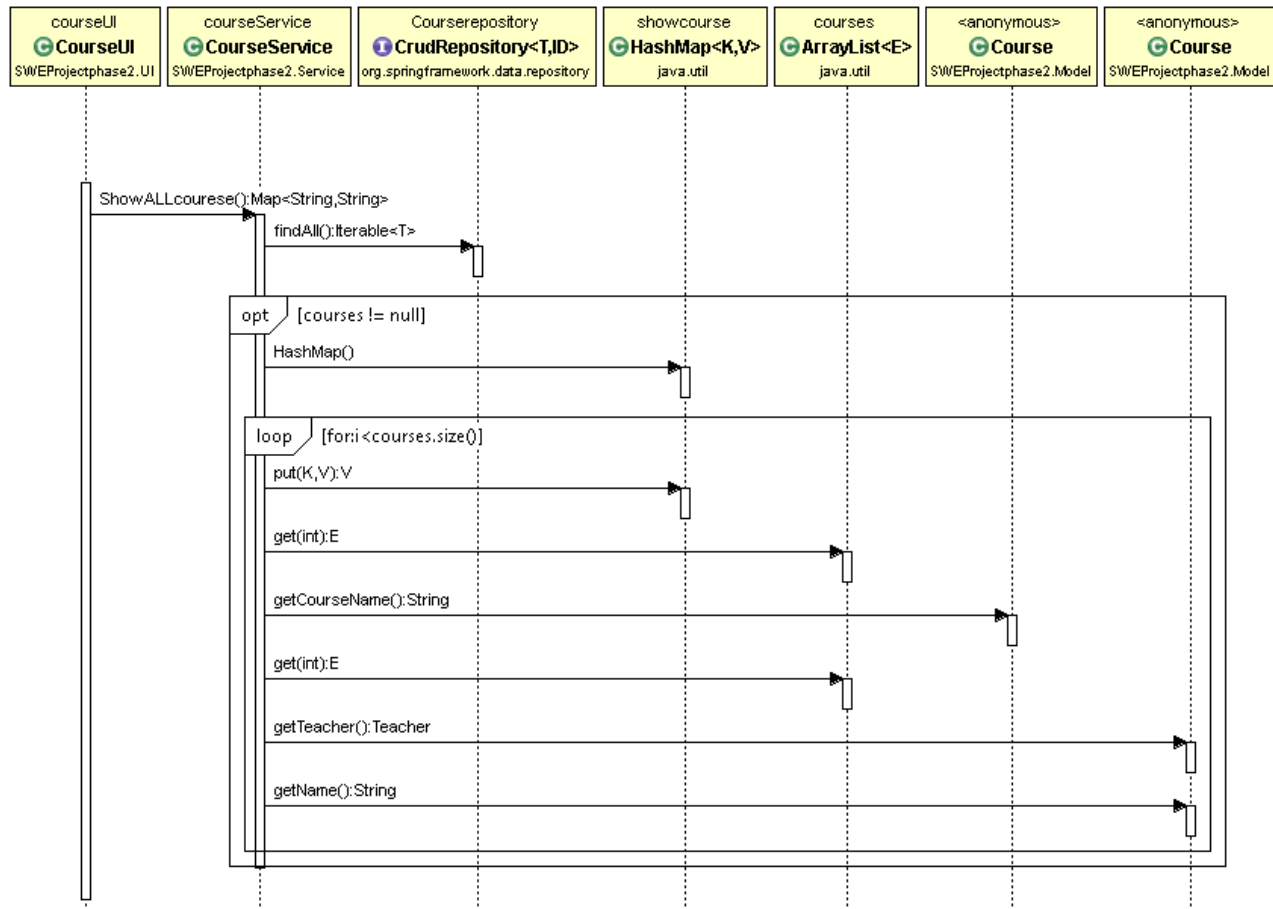 courseUI
CourseUI
SWEProjectphase2.UI
courseService
CourseService
SWEProjectphase2.Service
Courserepository
CrudRepository<T,ID>
org.springframework.data.repository
showcourse
HashMap<K,V>
java.util
courses
ArrayList<E>
java.util
<anonymous>
Course
SWEProjectphase2.Model
<anonymous>
Course
SWEProjectphase2.Model
ShowALLcourese():Map<String,String>
findAll():Iterable<T>
opt [courses != null]
HashMap()
loop [for:i<courses.size()]
put(K,V):V
get(int):E
getCourseName():String
get(int):E
getTeacher():Teacher
getName():String